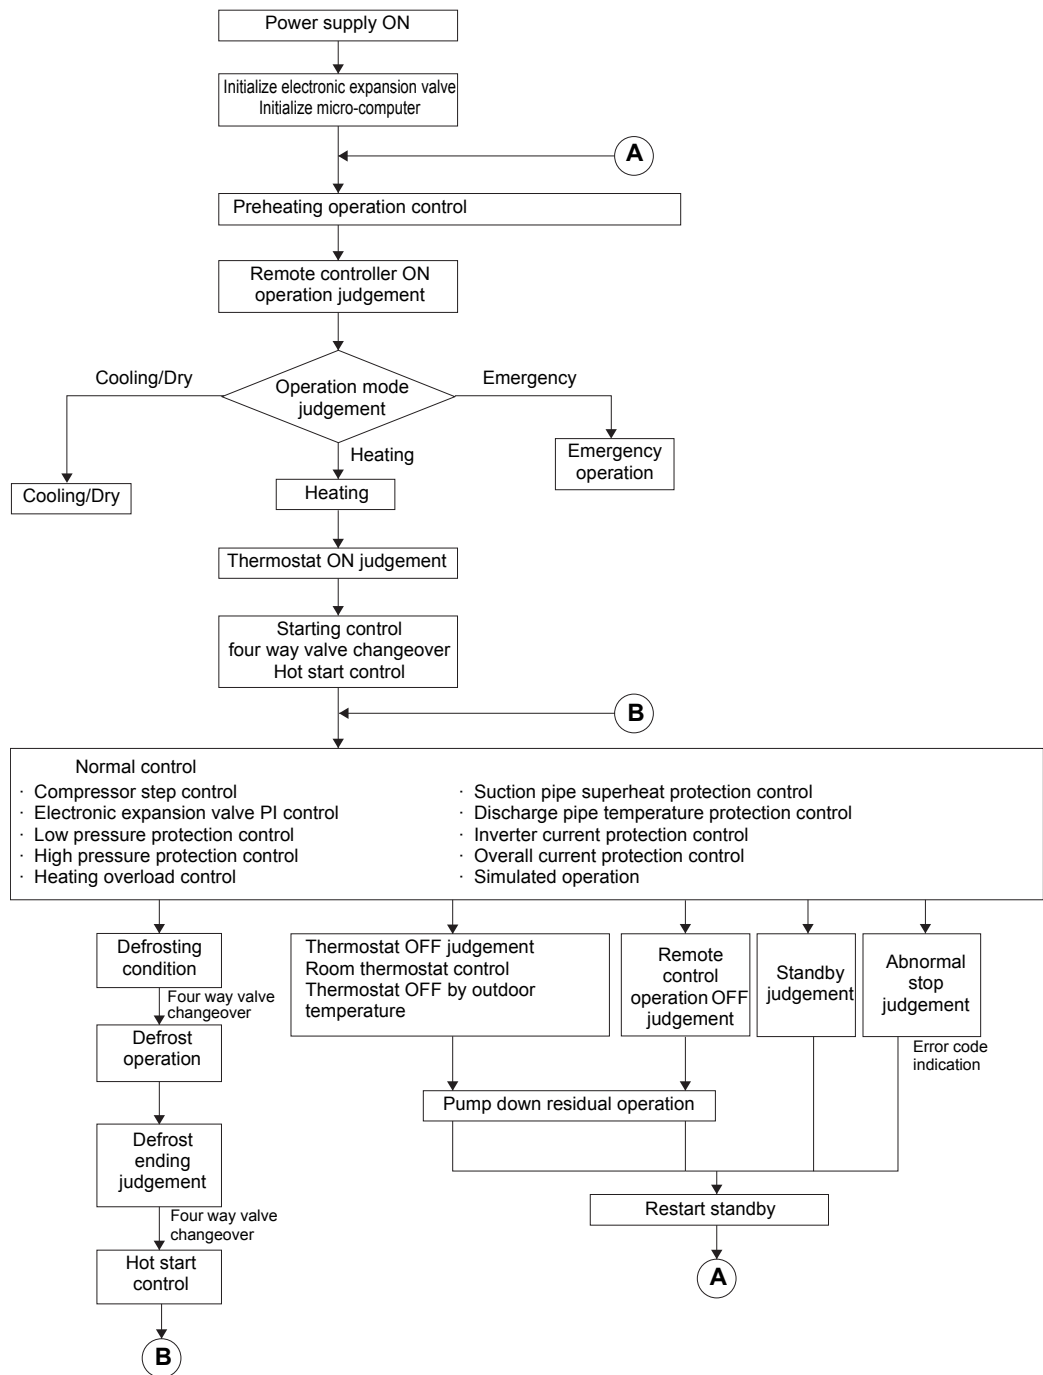 Power supply ON
Initialize electronic expansion valve
Initialize micro-computer
A
Preheating operation control
Remote controller ON
operation judgement
Cooling/Dry
Operation mode
judgement
Emergency
Heating
Emergency
operation
Cooling/Dry
Heating
Thermostat ON judgement
Starting control
four way valve changeover
Hot start control
B
Normal control
· Compressor step control
· Electronic expansion valve PI control
· Low pressure protection control
· High pressure protection control
· Heating overload control
· Suction pipe superheat protection control
· Discharge pipe temperature protection control
· Inverter current protection control
· Overall current protection control
· Simulated operation
Defrosting
condition
Four way valve
changeover
Defrost
operation
Defrost
ending
judgement
Four way valve
changeover
Hot start
control
B
Thermostat OFF judgement
Room thermostat control
Thermostat OFF by outdoor
temperature
Remote
control
operation OFF
judgement
Standby
judgement
Abnormal
stop
judgement
Error code
indication
Pump down residual operation
Restart standby
A